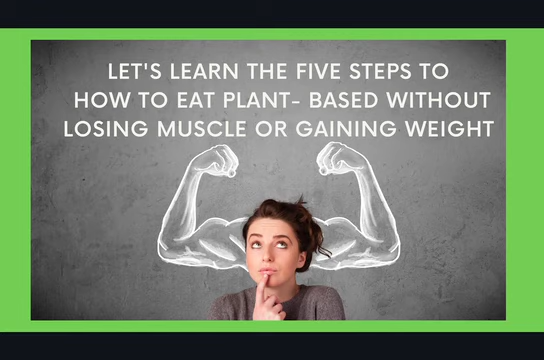 LET'S LEARN THE FIVE STEPS TO
HOW TO EAT PLANT- BASED WITHOUT
LOSING MUSCLE OR GAINING WEIGHT